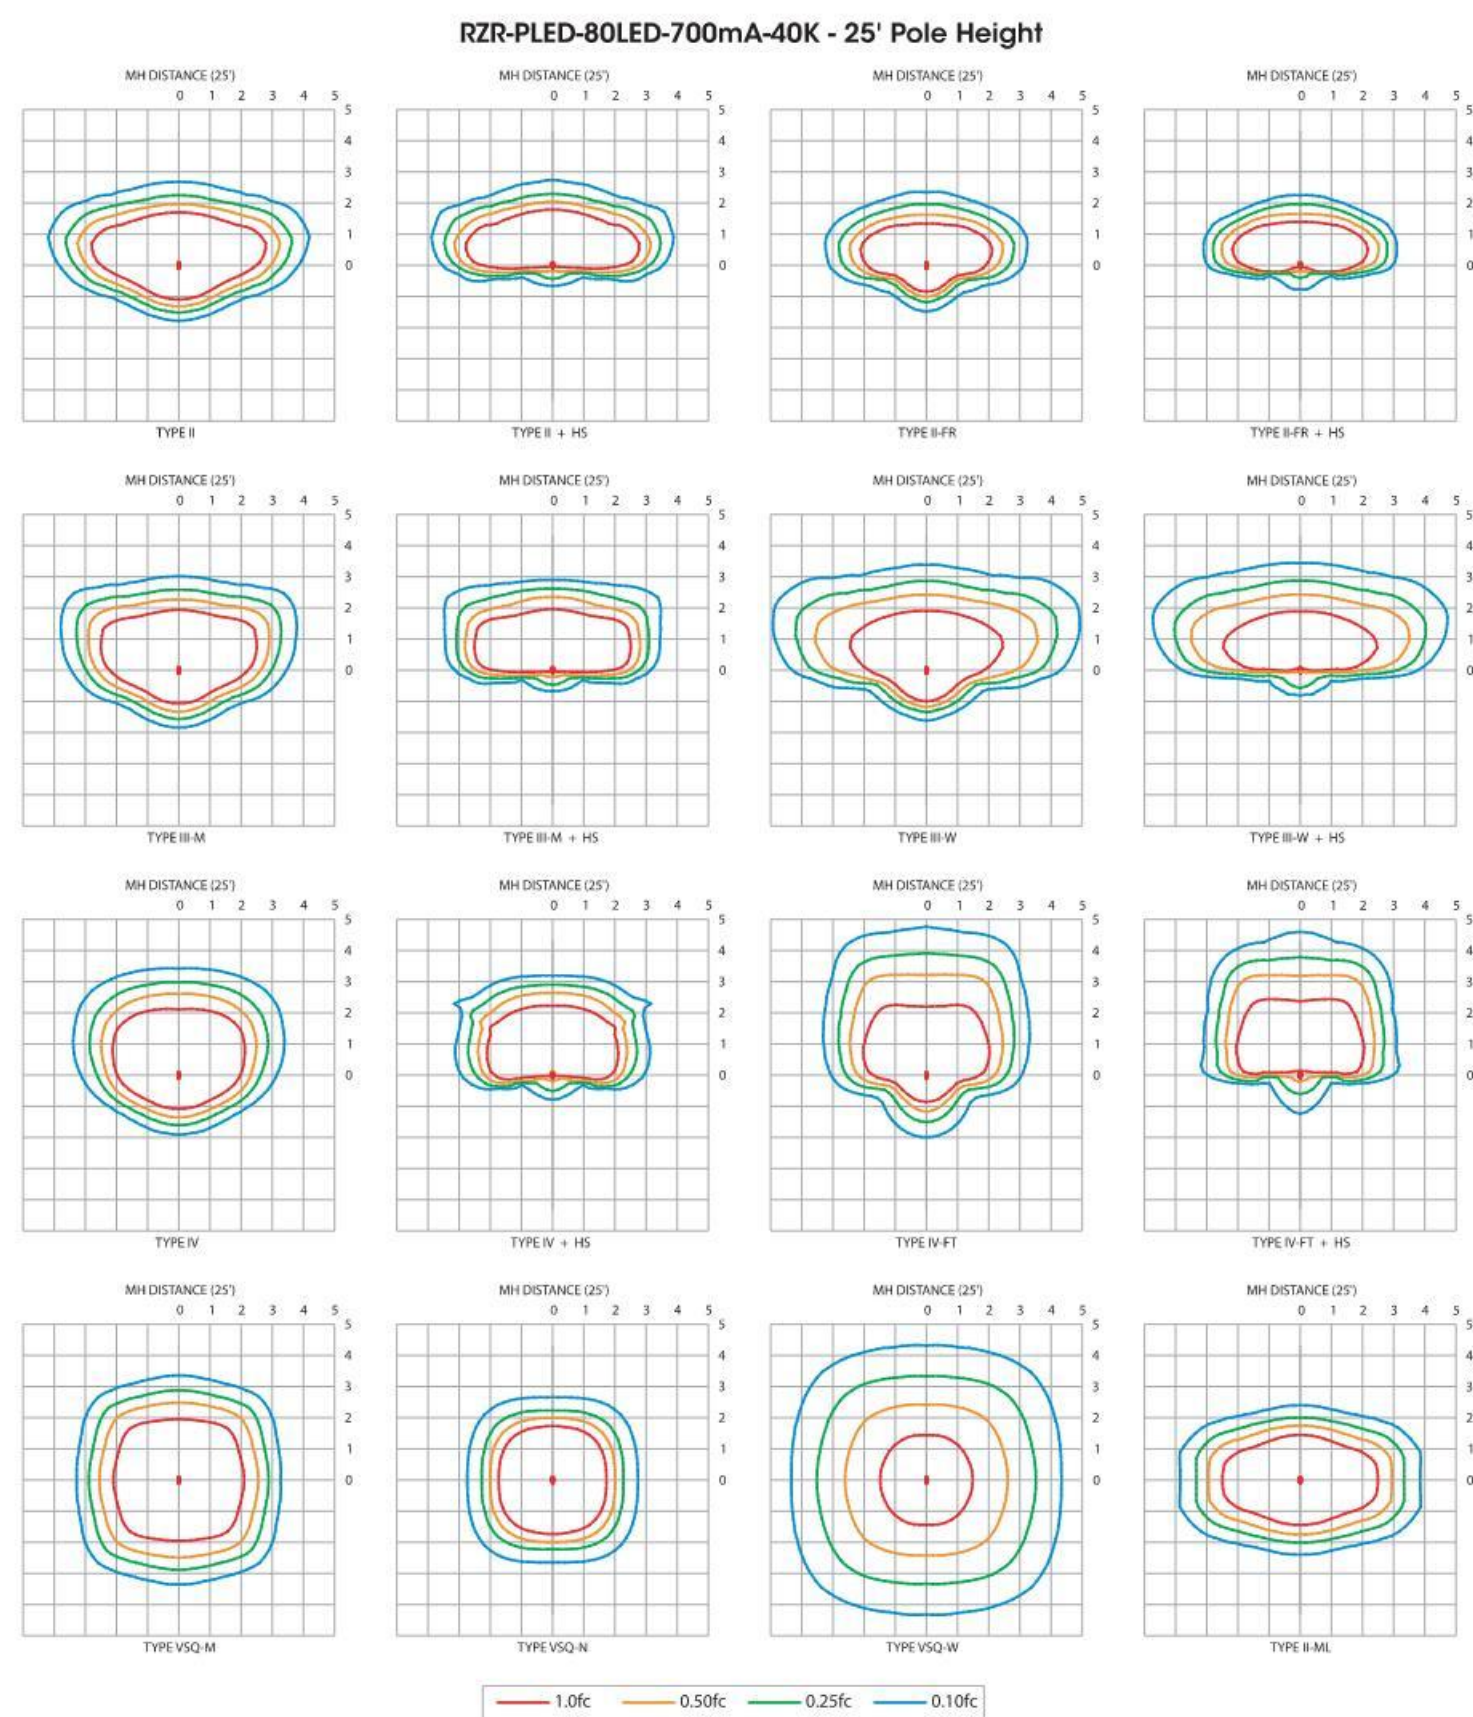 RZR-PLED-80LED-700mA-40K - 25' Pole Height
MH DISTANCE (25') MH DISTANCE (25') MH DISTANCE (25') MH DISTANCE (25')
0 1 2 3 4 5 0 1 2 3 4 5 0 1 2 3 4 5 0 1 2 3 4 5
5 5 5 5
4 4 4 4
3 3 3 3
2 2 2 2
1 1 1 1
0 0 0 0
TYPE II TYPE II + HS TYPE II-FR TYPE II-FR + HS
MH DISTANCE (25') MH DISTANCE (25') MH DISTANCE (25') MH DISTANCE (25')
0 1 2 3 4 5 0 1 2 3 4 5 0 1 2 3 4 5 0 1 2 3 4 5
5 5 5 5
4 4 4 4
3 3 3 3
2 2 2 2
1 1 1 1
0 0 0 0
TYPE III-M TYPE III-M + HS TYPE III-W TYPE III-W + HS
MH DISTANCE (25') MH DISTANCE (25') MH DISTANCE (25') MH DISTANCE (25')
0 1 2 3 4 5 0 1 2 3 4 5 0 1 2 3 4 5 0 1 2 3 4 5
5 5 5 5
4 4 4 4
3 3 3 3
2 2 2 2
1 1 1 1
0 0 0 0
TYPE IV TYPE IV + HS TYPE IV-FT TYPE IV-FT + HS
MH DISTANCE (25') MH DISTANCE (25') MH DISTANCE (25') MH DISTANCE (25')
0 1 2 3 4 5 0 1 2 3 4 5 0 1 2 3 4 5 0 1 2 3 4 5
5 5 5 5
4 4 4 4
3 3 3 3
2 2 2 2
1 1 1 1
0 0 0 0
TYPE VSQ-M TYPE VSQ-N TYPE VSQ-W TYPE II-ML
1.0fc 0.50fc 0.25fc 0.10fc